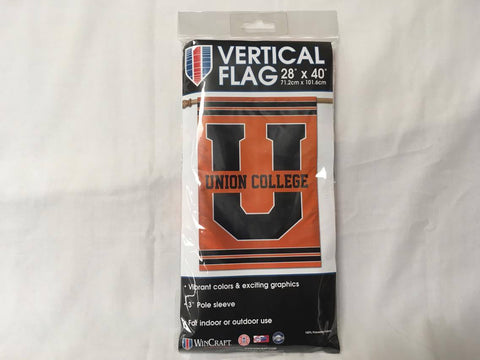 VERTICAL
FLAG 28" x 40"
71.2cm x 101.6cm
U
UNION COLLEGE
• Vibrant colors & exciting graphics
• 3" Pole sleeve
• For indoor or outdoor use
WINCRAFT